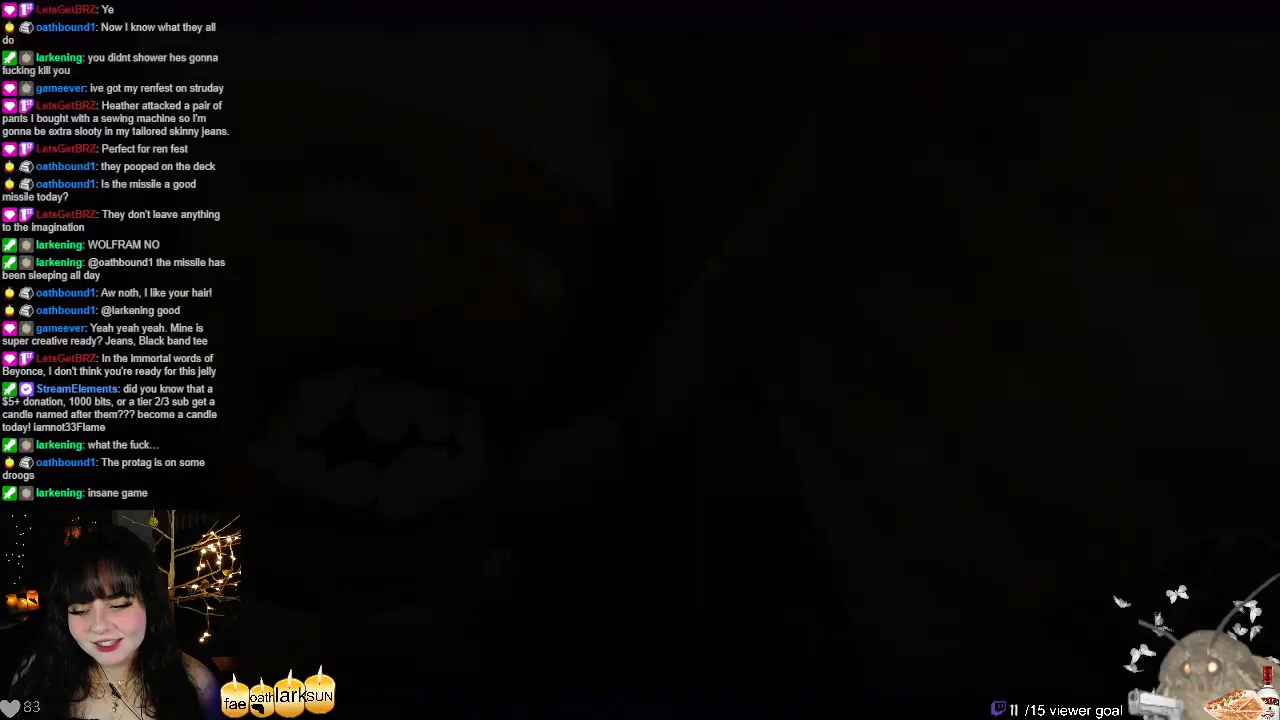 LetsGetBRZ: Ye
oathbound1: Now I know what they all
do
larkening: you didnt shower hes gonna
fucking kill you
gameever: ive got my renfest on struday
LetsGetBRZ: Heather attacked a pair of
pants I bought with a sewing machine so I'm
gonna be extra slooty in my tailored skinny jeans.
LetsGetBRZ: Perfect for ren fest
oathbound1: they pooped on the deck
oathbound1: Is the missile a good
missile today?
LetsGetBRZ: They don't leave anything
to the imagination
larkening: WOLFRAM NO
larkening: @oathbound1 the missile has
been sleeping all day
oathbound1: Aw noth, I like your hair!
oathbound1: @larkening good
gameever: Yeah yeah yeah. Mine is
super creative ready? Jeans, Black band tee
LetsGetBRZ: In the immortal words of
Beyonce, I don't think you're ready for this jelly
StreamElements: did you know that a
$5+ donation, 1000 bits, or a tier 2/3 sub get a
candle named after them??? become a candle
today! iamnot33Flame
larkening: what the fuck...
oathbound1: The protag is on some
droogs
larkening: insane game
fae oath lark SUN
83
11 /15 viewer goal